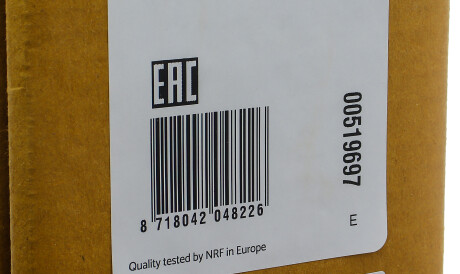 EAC
00519697
8 718042 048226
E
Quality tested by NRF in Europe